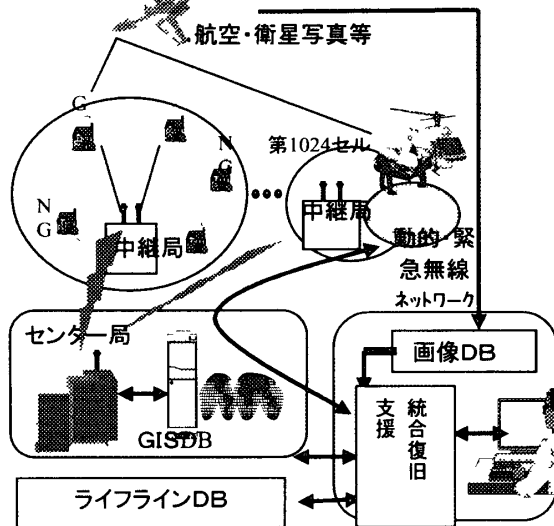 航空・衛星写真等
G
NG
NG
第1024セル
中継局
中継局
動的・緊
急無線
ネットワーク
センター局
GISDB
画像DB
統合復旧
支援
ライフラインDB